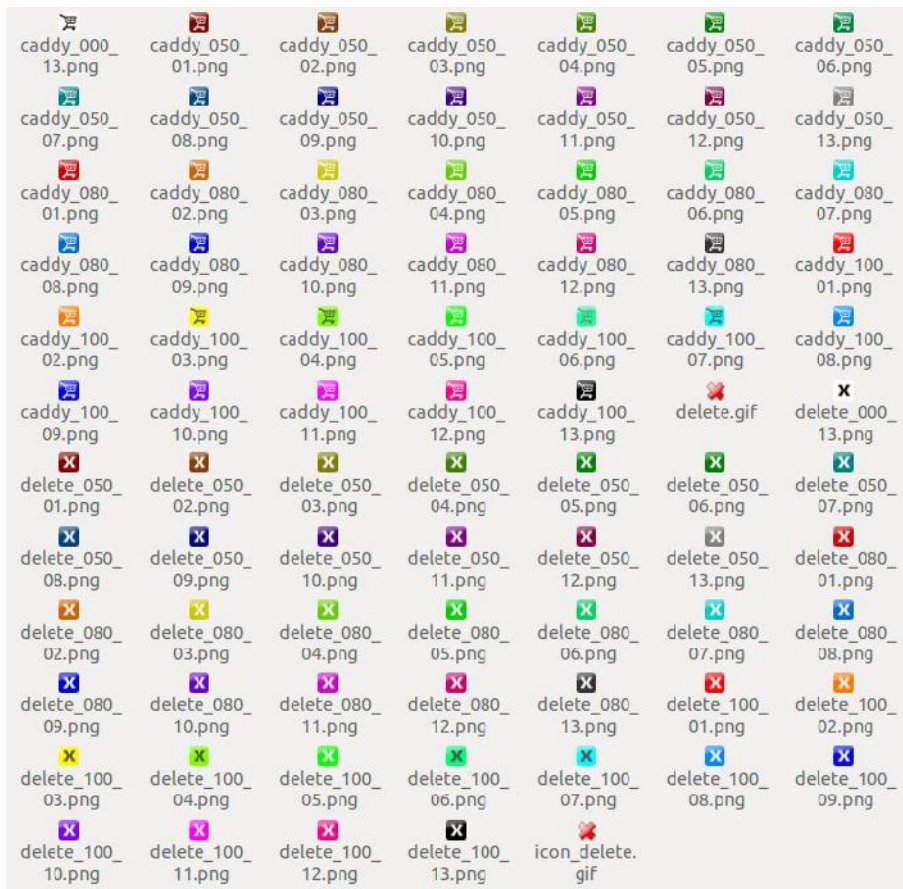 caddy_000_ caddy_050_ caddy_050_ caddy_050_ caddy_050_ caddy_050_ caddy_050_
13.png 01.png 02.png 03.png 04.png 05.png 06.png
caddy_050_ caddy_050_ caddy_050_ caddy_050_ caddy_050_ caddy_050_ caddy_050_
07.png 08.png 09.png 10.png 11.png 12.png 13.png
caddy_080_ caddy_080_ caddy_080_ caddy_080_ caddy_080_ caddy_080_ caddy_080_
01.png 02.png 03.png 04.png 05.png 06.png 07.png
caddy_080_ caddy_080_ caddy_080_ caddy_080_ caddy_080_ caddy_080_ caddy_100_
08.png 09.png 10.png 11.png 12.png 13.png 01.png
caddy_100_ caddy_100_ caddy_100_ caddy_100_ caddy_100_ caddy_100_ caddy_100_
02.png 03.png 04.png 05.png 06.png 07.png 08.png
caddy_100_ caddy_100_ caddy_100_ caddy_100_ caddy_100_ delete.gif delete_000_
09.png 10.png 11.png 12.png 13.png 13.png
delete_050_ delete_050_ delete_050_ delete_050_ delete_050_ delete_050_ delete_050_
01.png 02.png 03.png 04.png 05.png 06.png 07.png
delete_050_ delete_050_ delete_050_ delete_050_ delete_050_ delete_050_ delete_080_
08.png 09.png 10.png 11.png 12.png 13.png 01.png
delete_080_ delete_080_ delete_080_ delete_080_ delete_080_ delete_080_ delete_080_
02.png 03.png 04.png 05.png 06.png 07.png 08.png
delete_080_ delete_080_ delete_080_ delete_080_ delete_080_ delete_100_ delete_100_
09.png 10.png 11.png 12.png 13.png 01.png 02.png
delete_100_ delete_100_ delete_100_ delete_100_ delete_100_ delete_100_ delete_100_
03.png 04.png 05.png 06.png 07.png 08.png 09.png
delete_100_ delete_100_ delete_100_ delete_100_ icon_delete.
10.png 11.png 12.png 13.png gif